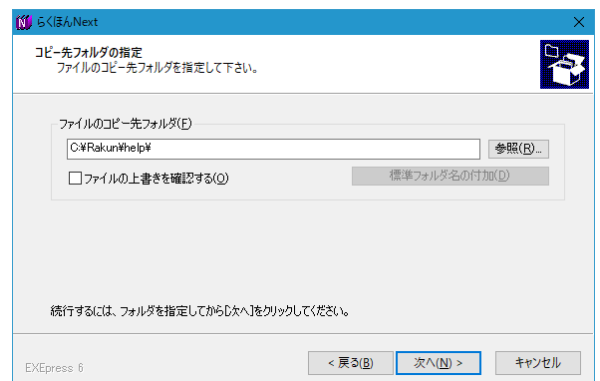 らくほんNext
コピー先フォルダの指定
ファイルのコピー先フォルダを指定して下さい。
ファイルのコピー先フォルダ(F)
C:¥Rakun¥help¥
参照(R)...
ファイルの上書きを確認する(O)
標準フォルダ名の付加(D)
続行するには、フォルダを指定してから[次へ]をクリックしてください。
EXEpress 6
< 戻る(B)
次へ(N) >
キャンセル